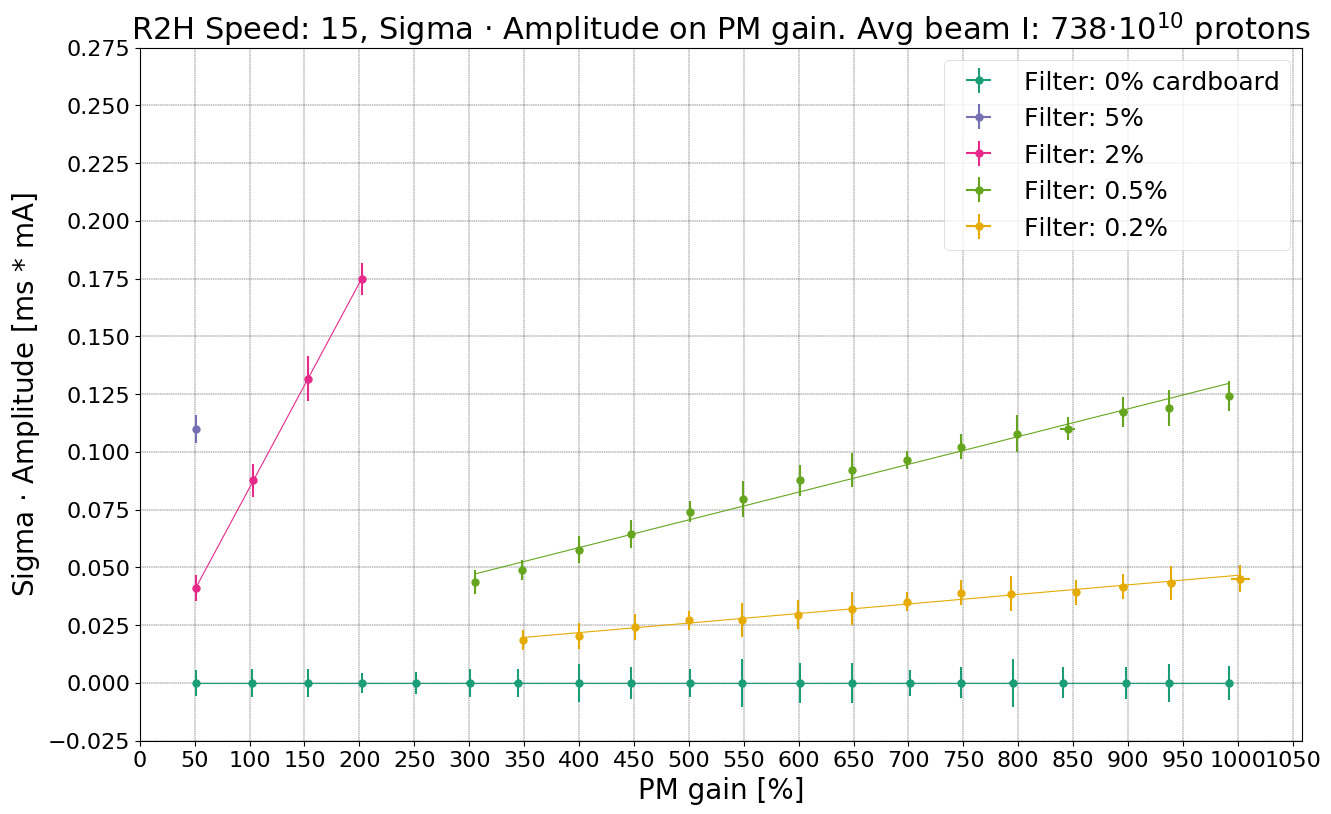 R2H Speed: 15, Sigma · Amplitude on PM gain. Avg beam I: 738·10¹⁰ protons
Sigma · Amplitude [ms * mA]
0.275
0.250
0.225
0.200
0.175
0.150
0.125
0.100
0.075
0.050
0.025
0.000
−0.025
Filter: 0% cardboard
Filter: 5%
Filter: 2%
Filter: 0.5%
Filter: 0.2%
0 50 100 150 200 250 300 350 400 450 500 550 600 650 700 750 800 850 900 950 1000 1050
PM gain [%]